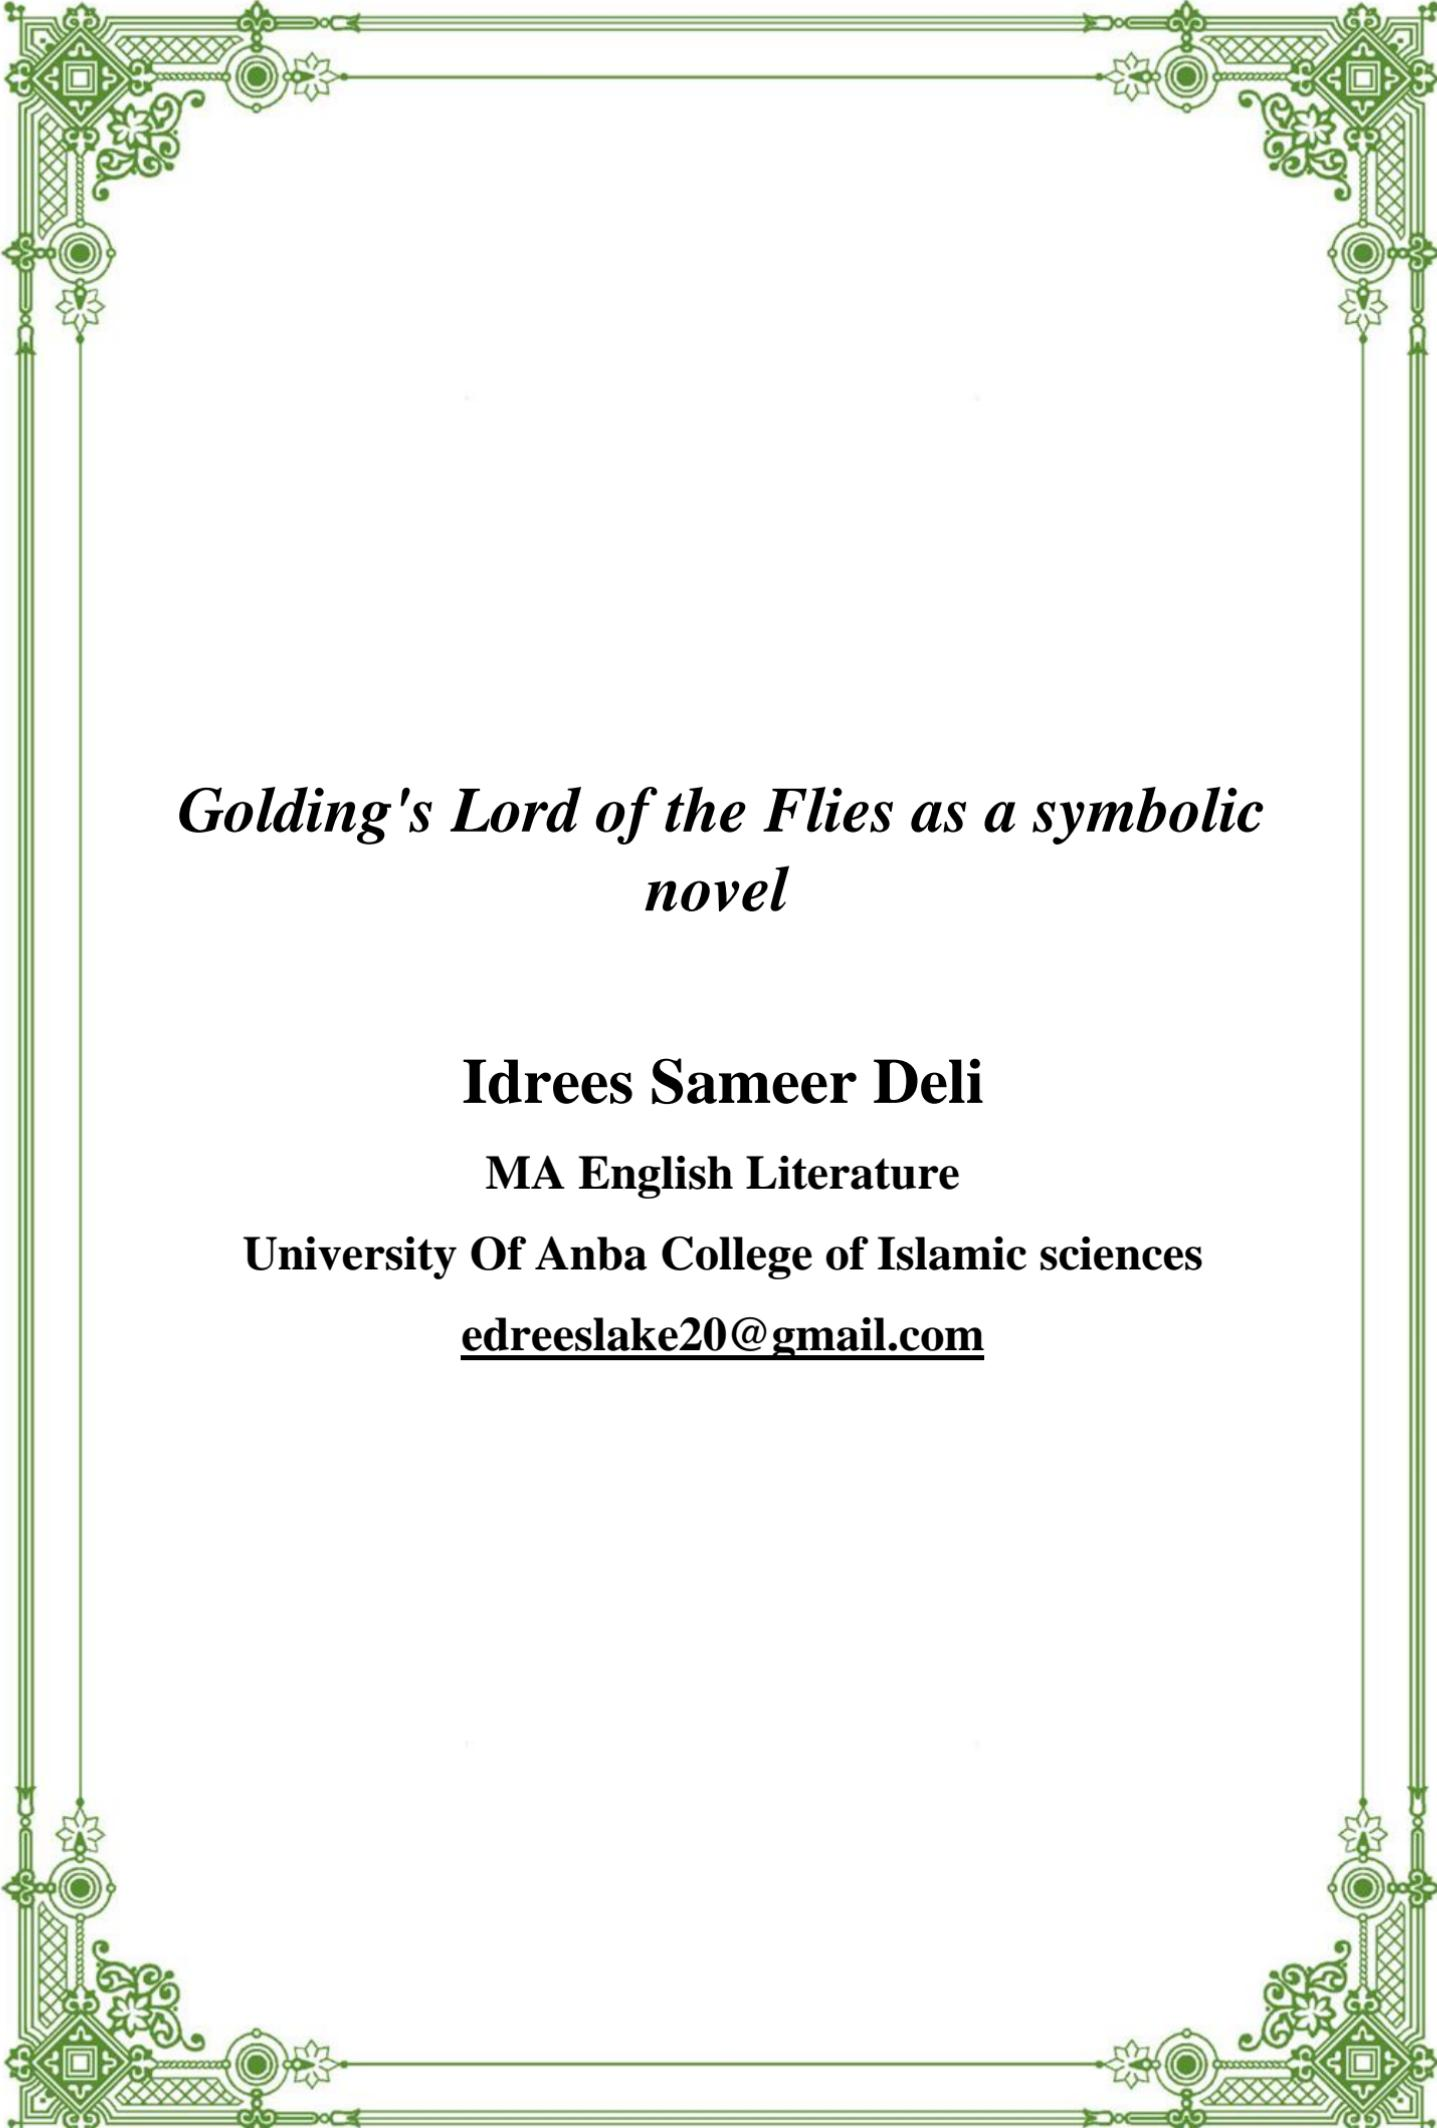 Golding's Lord of the Flies as a symbolic
novel
Idrees Sameer Deli
MA English Literature
University Of Anba College of Islamic sciences
edreeslake20@gmail.com